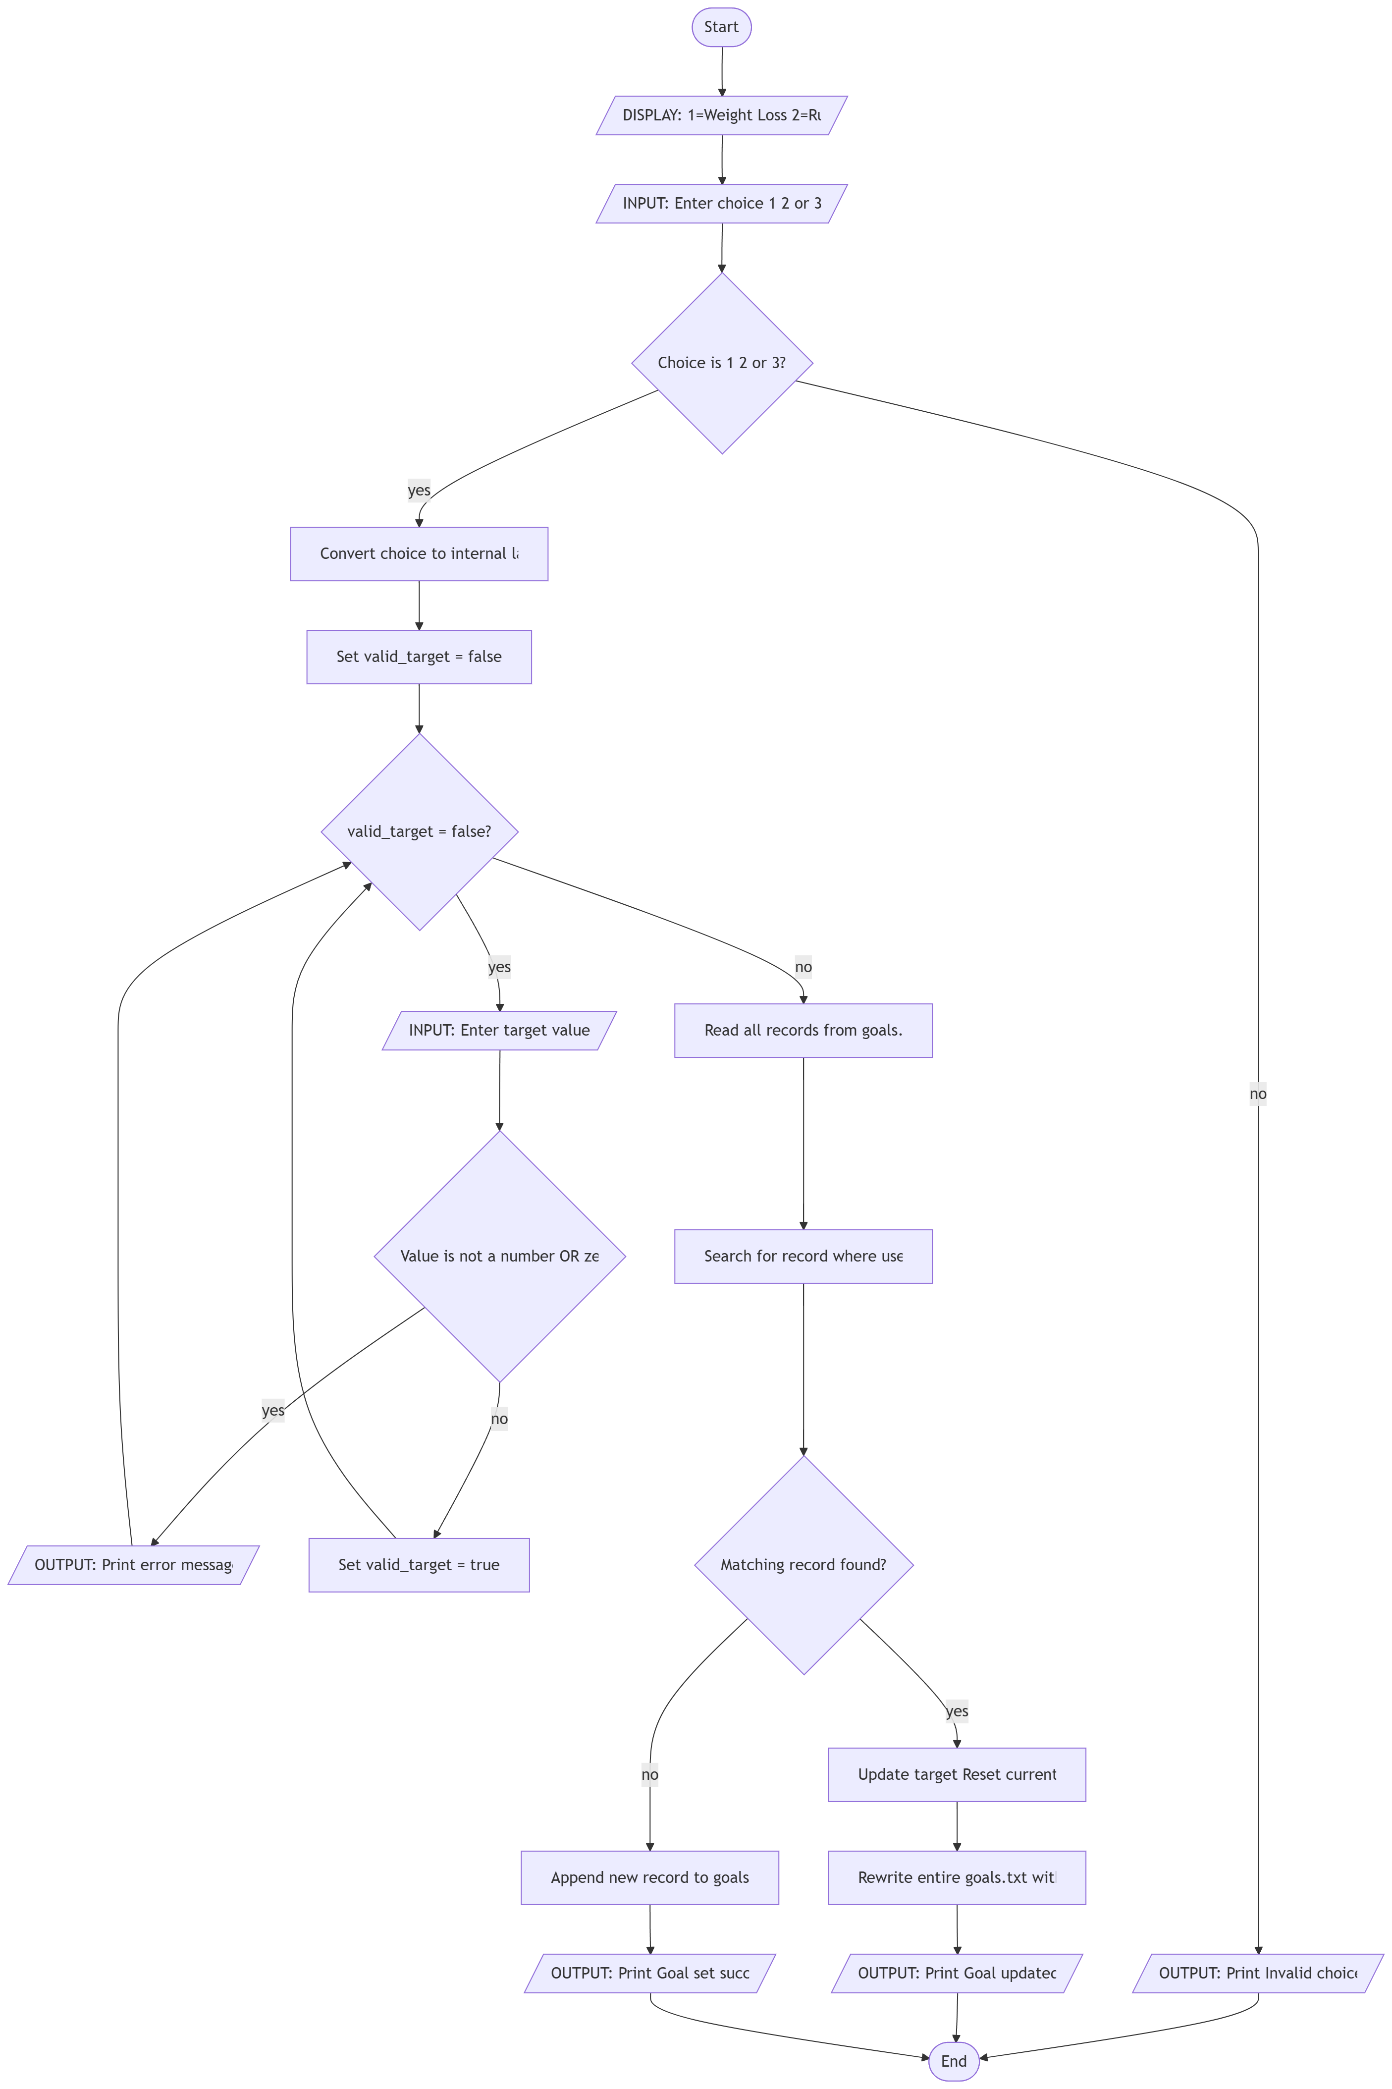 Start
DISPLAY: 1=Weight Loss 2=Ru
INPUT: Enter choice 1 2 or 3
Choice is 1 2 or 3?
yes
Convert choice to internal la
Set valid_target = false
valid_target = false?
yes
no
INPUT: Enter target value
Read all records from goals.
no
Value is not a number OR ze
Search for record where use
yes
no
OUTPUT: Print error message
Set valid_target = true
Matching record found?
yes
no
Update target Reset current
Append new record to goals
Rewrite entire goals.txt with
OUTPUT: Print Goal set succ
OUTPUT: Print Goal updated
OUTPUT: Print Invalid choice
End